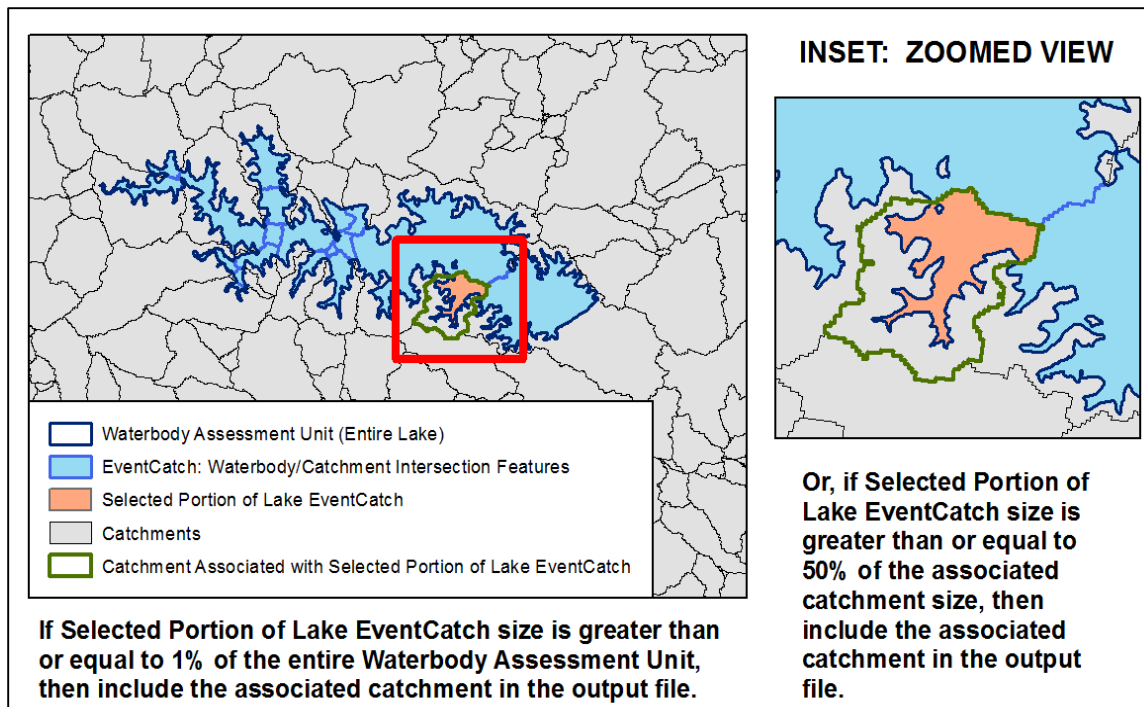 INSET:  ZOOMED VIEW
Waterbody Assessment Unit (Entire Lake)
EventCatch: Waterbody/Catchment Intersection Features
Selected Portion of Lake EventCatch
Catchments
Catchment Associated with Selected Portion of Lake EventCatch
If Selected Portion of Lake EventCatch size is greater than
or equal to 1% of the entire Waterbody Assessment Unit,
then include the associated catchment in the output file.
Or, if Selected Portion of
Lake EventCatch size is
greater than or equal to
50% of the associated
catchment size, then
include the associated
catchment in the output
file.